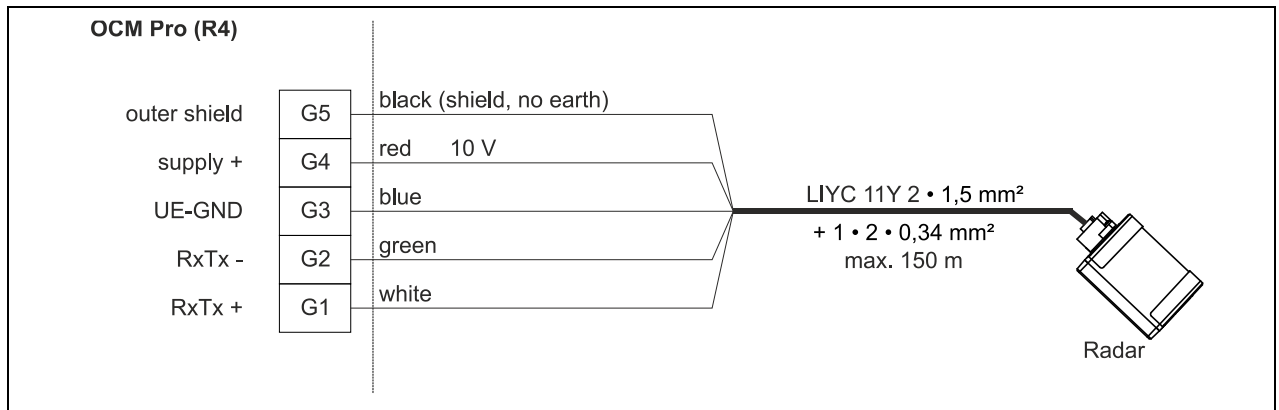 OCM Pro (R4)
outer shield G5 black (shield, no earth)
supply + G4 red 10 V
UE-GND G3 blue
RxTx - G2 green
RxTx + G1 white
LIYC 11Y 2 • 1,5 mm²
+ 1 • 2 • 0,34 mm²
max. 150 m
Radar